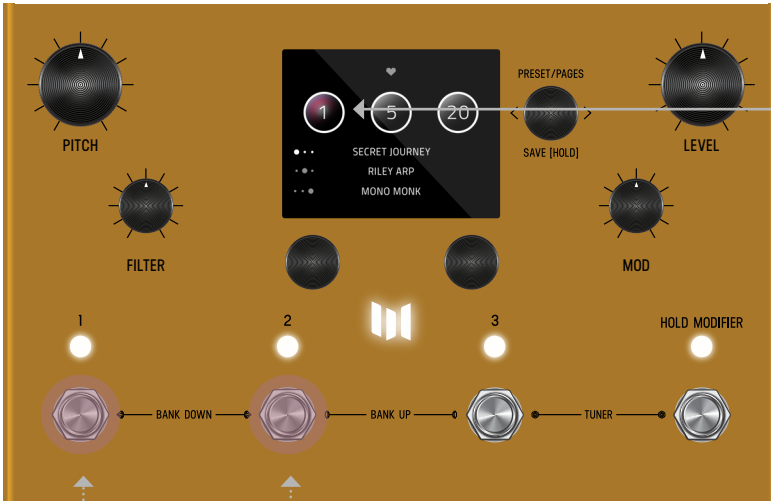 PRESET/PAGES
1
5
20
PITCH
LEVEL
SAVE [HOLD]
SECRET JOURNEY
RILEY ARP
MONO MONK
FILTER
MOD
1
2
3
HOLD MODIFIER
BANK DOWN
BANK UP
TUNER